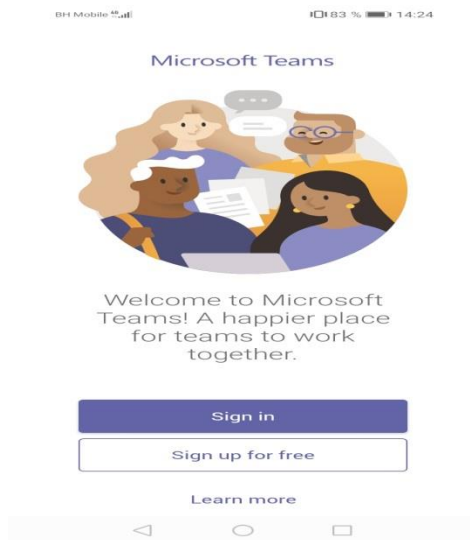 BH Mobile 83 % 14:24
Microsoft Teams
Welcome to Microsoft
Teams! A happier place
for teams to work
together.
Sign in
Sign up for free
Learn more